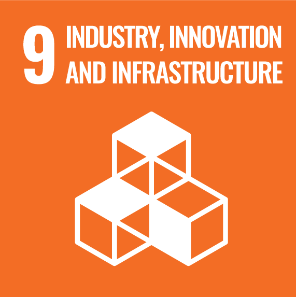 9 INDUSTRY, INNOVATION
AND INFRASTRUCTURE